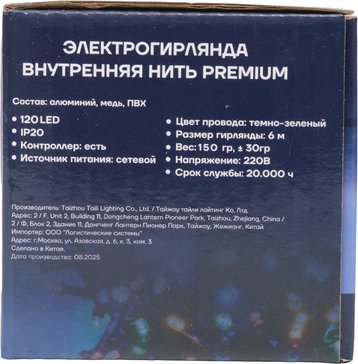 ЭЛЕКТРОГИРЛЯНДА
ВНУТРЕННЯЯ НИТЬ PREMIUM
Состав: алюминий, медь, ПВХ
• 120 LED
• IP20
• Контроллер: есть
• Источник питания: сетевой
• Цвет провода: темно-зеленый
• Размер гирлянды: 6 м
• Вес: 150 гр, ± 30гр
• Напряжение: 220В
• Срок службы: 20.000 ч
Производитель: Taizhou Taili Lighting Co., Ltd / Тайжоу тайли лайтинг Ко, Лтд
Адрес: 2 / F, Unit 2, Building 11, Dongcheng Lantern Pioneer Park, Taizhou, Zhejiang, China /
2 / Ф, Блок 2, Здание 11, Донгченг Лантерн Пионер Парк, Тайжоу, Жежианг, Китай
Импортер: ООО "Логистические системы"
Адрес: г.Москва, ул. Азовская, д. 6, к. 3, ком. 3
Сделано в Китае.
Дата изготовления: 08.2025